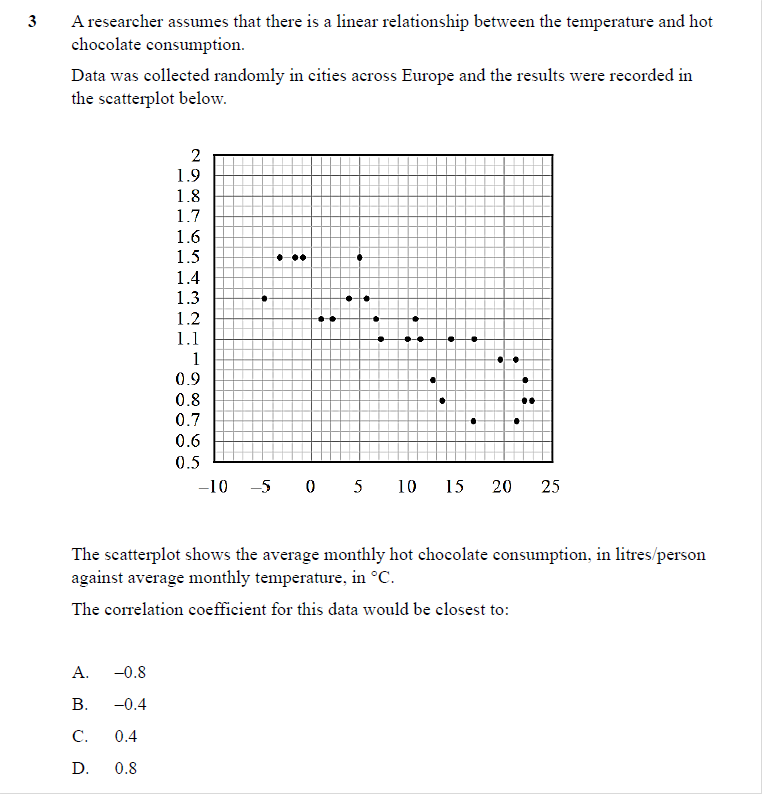 3 A researcher assumes that there is a linear relationship between the temperature and hot
chocolate consumption.
Data was collected randomly in cities across Europe and the results were recorded in
the scatterplot below.
2
1.9
1.8
1.7
1.6
1.5
1.4
1.3
1.2
1.1
1
0.9
0.8
0.7
0.6
0.5
–10 –5 0 5 10 15 20 25
The scatterplot shows the average monthly hot chocolate consumption, in litres/person
against average monthly temperature, in °C.
The correlation coefficient for this data would be closest to:
A. –0.8
B. –0.4
C. 0.4
D. 0.8